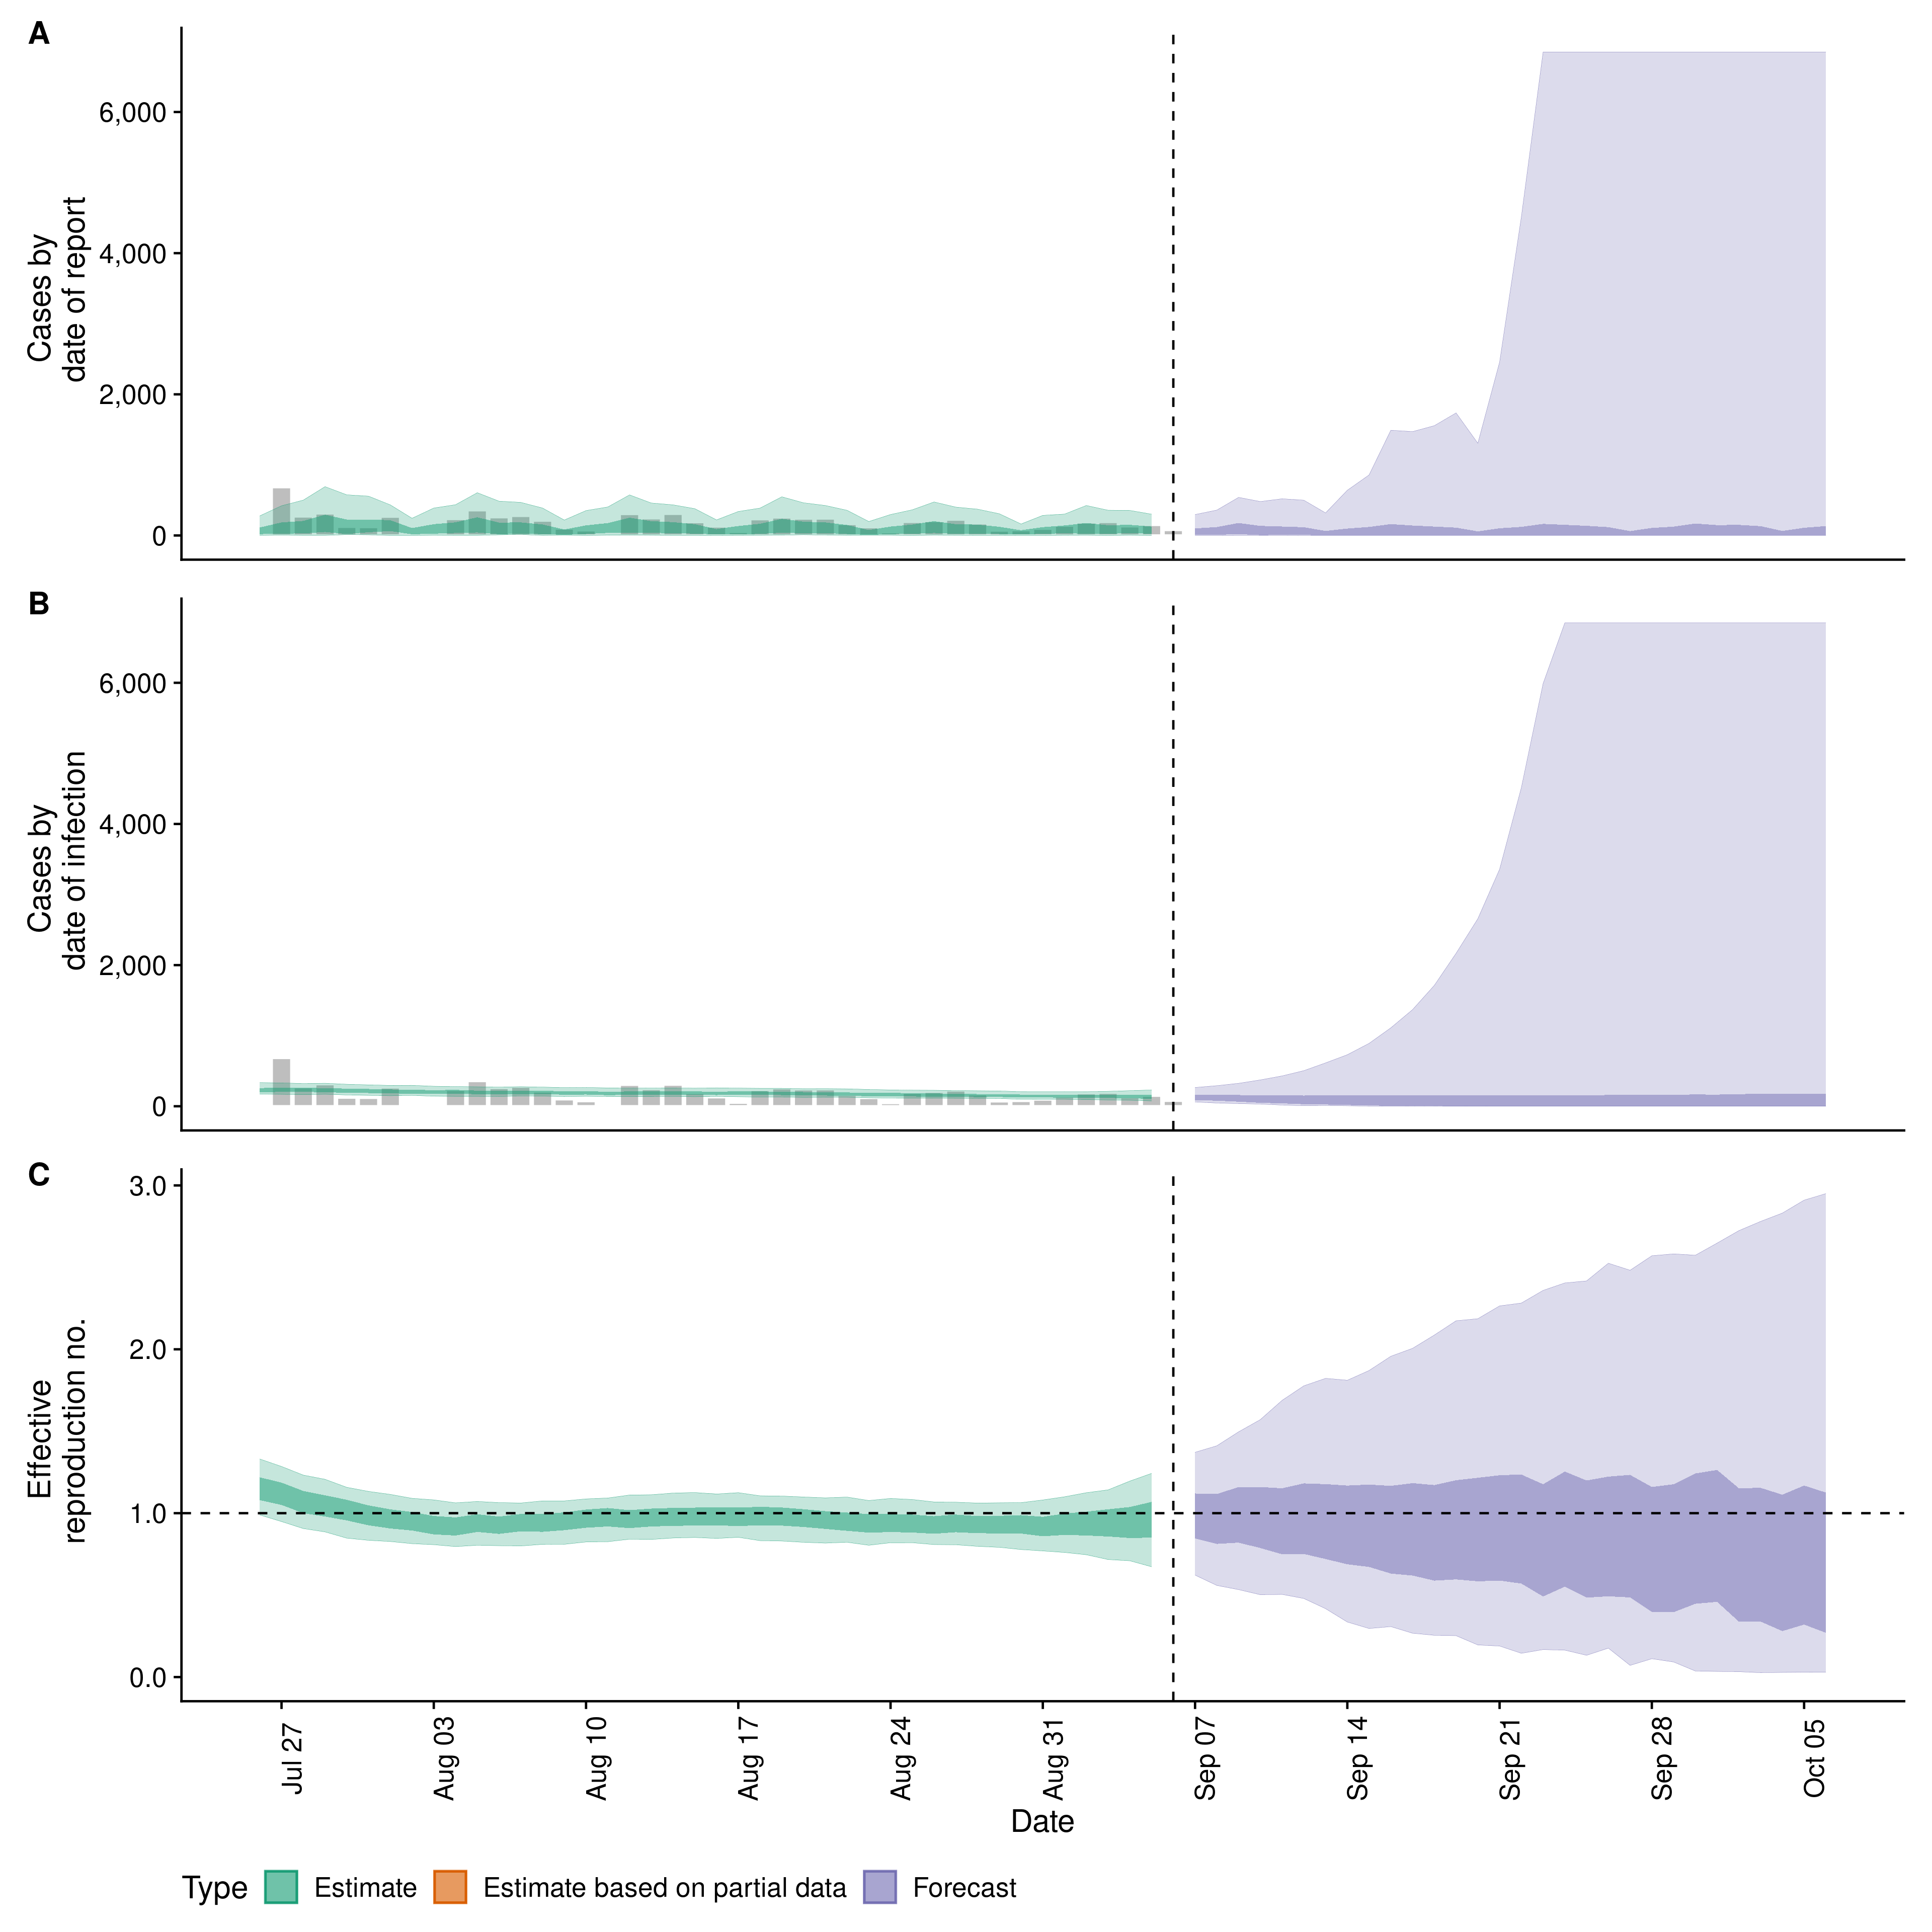 A
Cases by
date of report
6,000
4,000
2,000
0
B
Cases by
date of infection
6,000
4,000
2,000
0
C
Effective
reproduction no.
3.0
2.0
1.0
0.0
Jul 27
Aug 03
Aug 10
Aug 17
Aug 24
Aug 31
Sep 07
Sep 14
Sep 21
Sep 28
Oct 05
Date
Type Estimate Estimate based on partial data Forecast